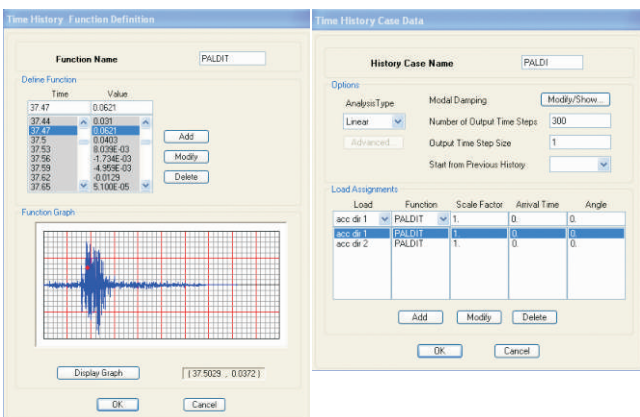 Time History Function Definition
Function Name PALDIT
Define Function
Time Value
37.47 0.0621
37.44 0.031
37.47 0.0621
37.5 0.0403
37.53 8.039E-03
37.56 -1.734E-03
37.59 -4.959E-03
37.62 -0.0129
37.65 5.100E-05
Add
Modify
Delete
Function Graph
Display Graph (37.5029 , 0.0372)
OK Cancel
Time History Case Data
History Case Name PALDI
Options
Analysis Type
Linear
Advanced...
Modal Damping Modify/Show...
Number of Output Time Steps 300
Output Time Step Size 1
Start from Previous History
Load Assignments
Load Function Scale Factor Arrival Time Angle
acc dir 1 PALDIT 1. 0. 0.
acc dir 1 PALDIT 1. 0. 0.
acc dir 2 PALDIT 1. 0. 0.
Add Modify Delete
OK Cancel